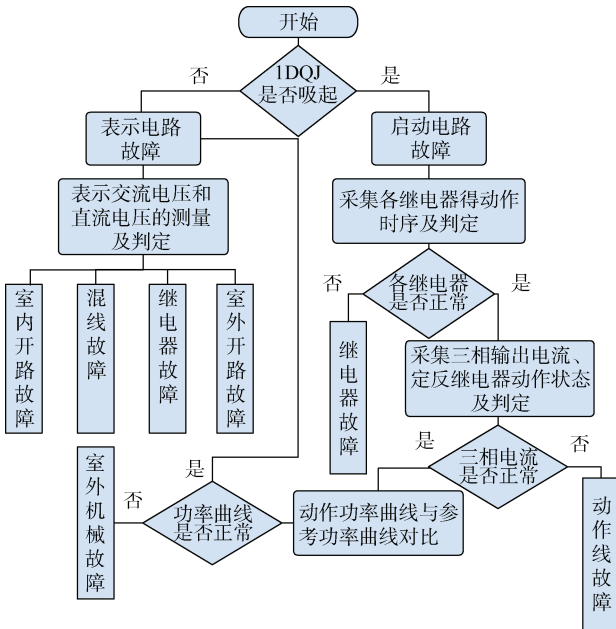 开始
1DQJ
是否吸起
否
是
表示电路
故障
启动电路
故障
表示交流电压和
直流电压的测量
及判定
采集各继电器得动作
时序及判定
各继电器
是否正常
否
是
室内开路故障
混线故障
继电器故障
室外开路故障
继电器故障
采集三相输出电流、
定反继电器动作状态
及判定
三相电流
是否正常
是
否
室外机械故障
否
是
功率曲线
是否正常
动作功率曲线与参
考功率曲线对比
动作线故障